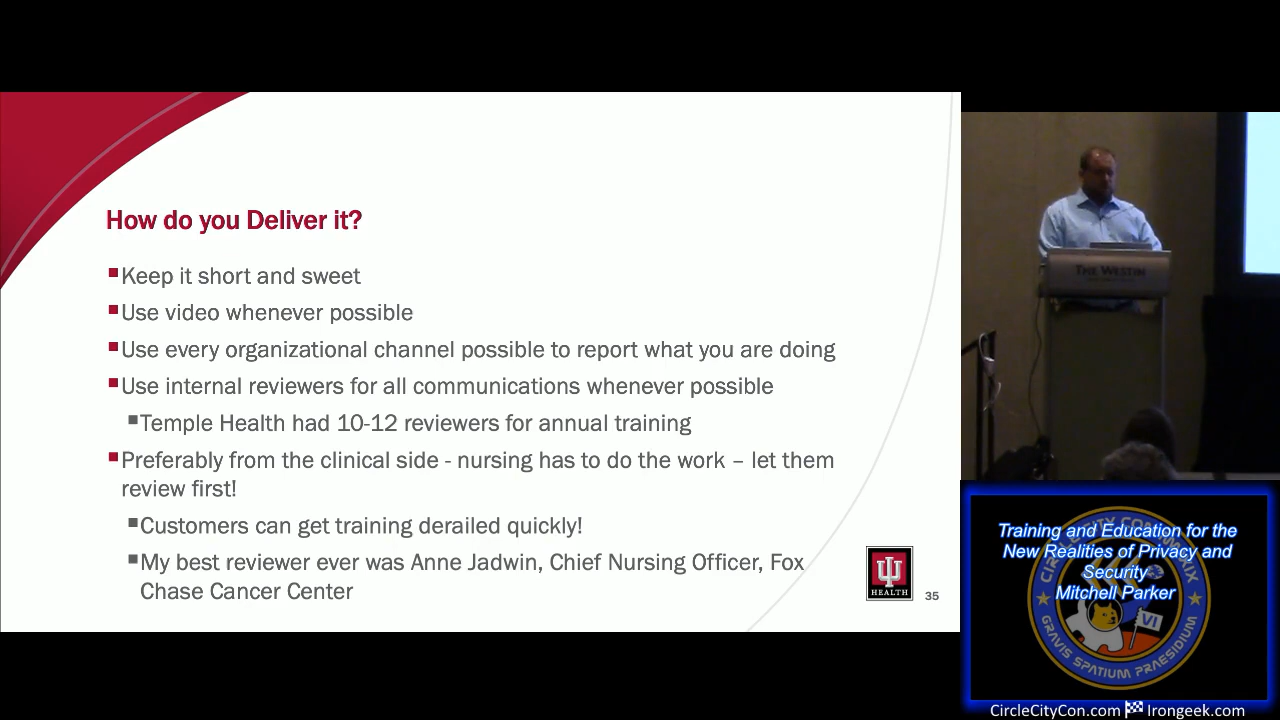 How do you Deliver it?
▪Keep it short and sweet
▪Use video whenever possible
▪Use every organizational channel possible to report what you are doing
▪Use internal reviewers for all communications whenever possible
▪Temple Health had 10-12 reviewers for annual training
▪Preferably from the clinical side - nursing has to do the work – let them
review first!
▪Customers can get training derailed quickly!
▪My best reviewer ever was Anne Jadwin, Chief Nursing Officer, Fox
Chase Cancer Center
HEALTH
35
THE WESTIN
Training and Education for the
New Realities of Privacy and
Security
Mitchell Parker
VI
GRAVIS SPATIUM PRAESIDIUM
CircleCityCon.com Irongeek.com